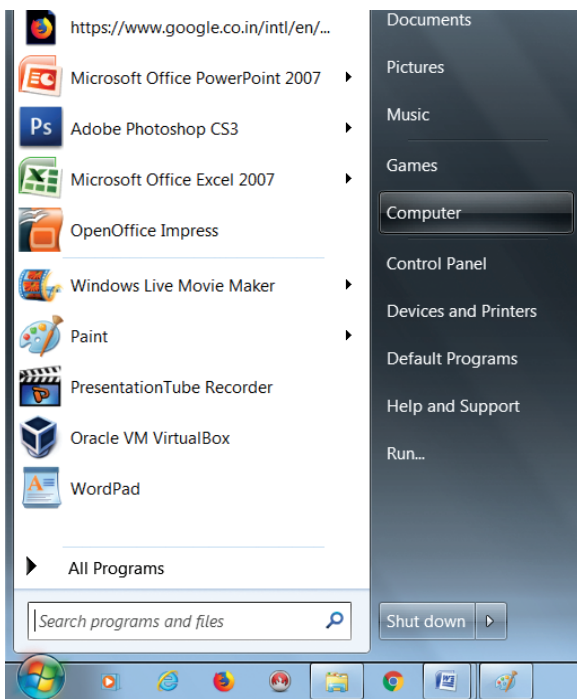 https://www.google.co.in/intl/en/...
Microsoft Office PowerPoint 2007
Ps Adobe Photoshop CS3
Microsoft Office Excel 2007
OpenOffice Impress
Windows Live Movie Maker
Paint
PresentationTube Recorder
Oracle VM VirtualBox
WordPad
All Programs
Search programs and files
Documents
Pictures
Music
Games
Computer
Control Panel
Devices and Printers
Default Programs
Help and Support
Run...
Shut down